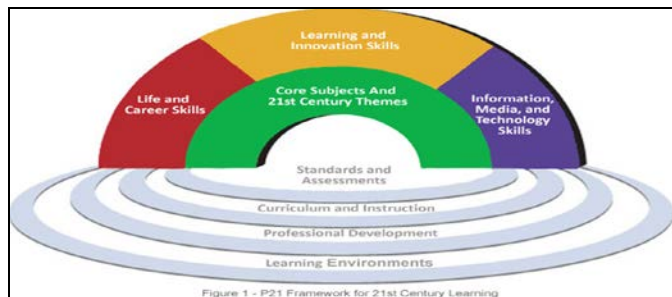 Learning and
Innovation Skills
Life and
Career Skills
Core Subjects And
21st Century Themes
Information,
Media, and
Technology
Skills
Standards and
Assessments
Curriculum and Instruction
Professional Development
Learning Environments
Figure 1 - P21 Framework for 21st Century Learning